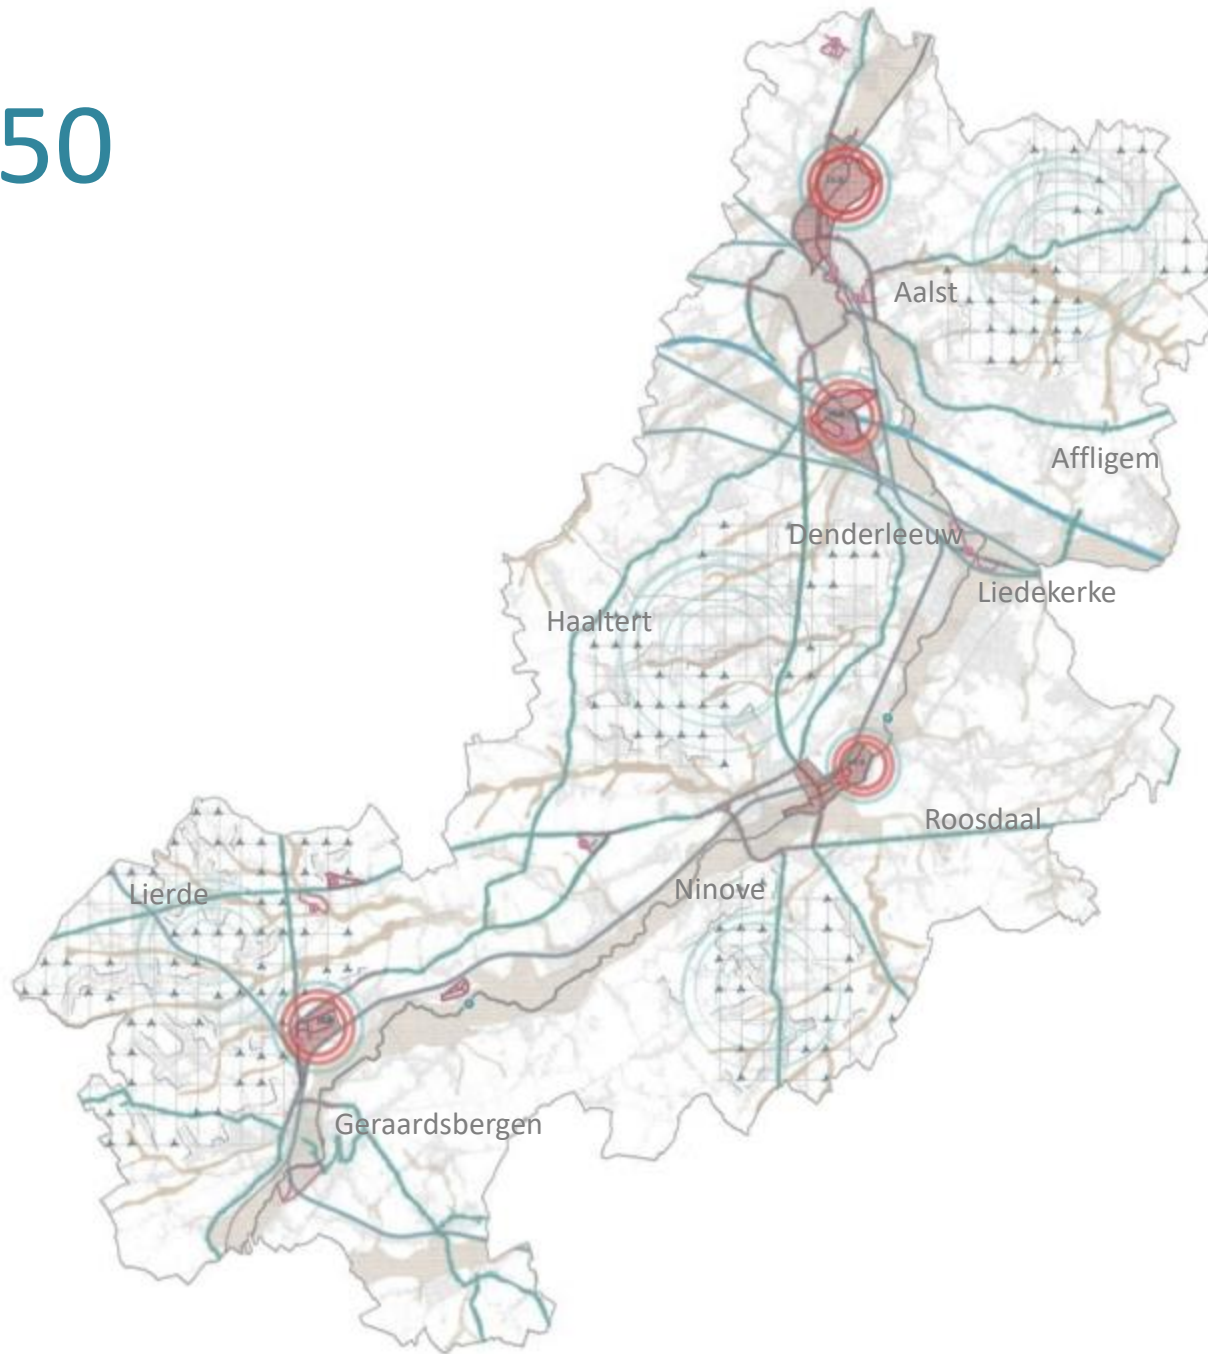 50
Aalst
Affligem
Denderleeuw
Liedekerke
Haaltert
Roosdaal
Ninove
Lierde
Geraardsbergen